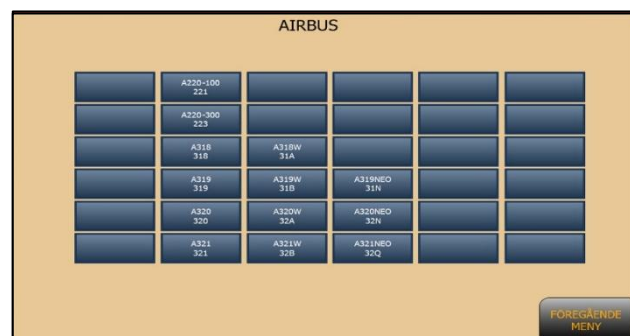 AIRBUS
A220-100
221
A220-300
223
A318
318
A318W
31A
A319
319
A319W
31B
A319NEO
31N
A320
320
A320W
32A
A320NEO
32N
A321
321
A321W
32B
A321NEO
32Q
FÖREGÅENDE
MENY